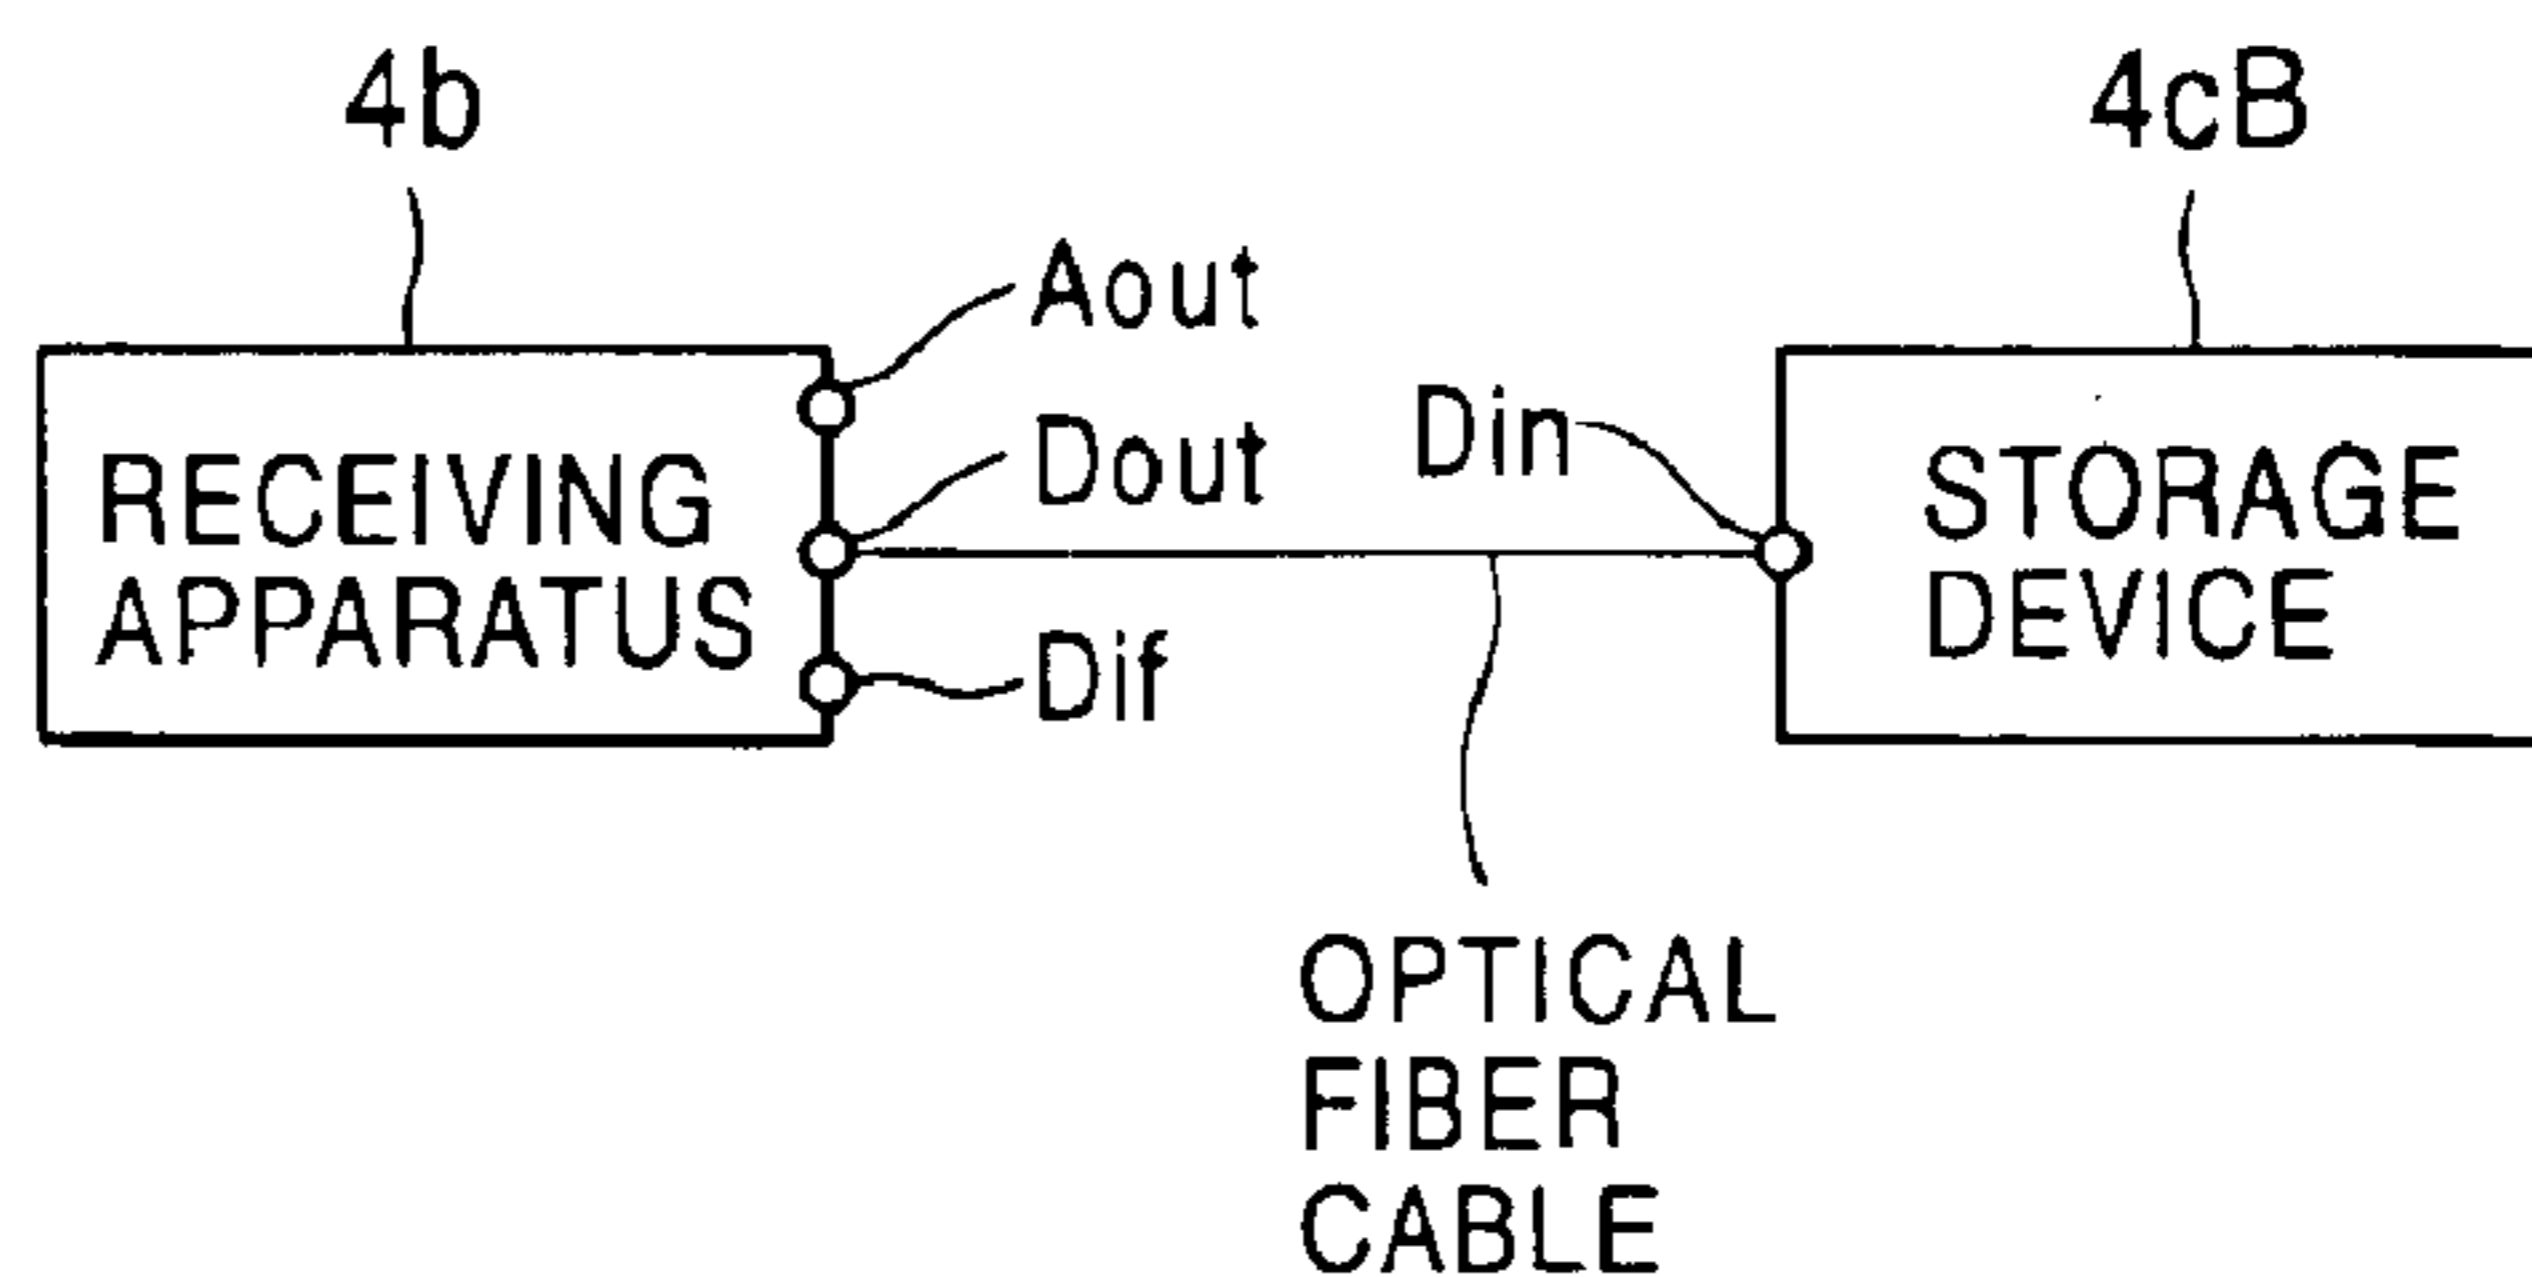 4b
4cB
Aout
Dout
Din
Dif
RECEIVING
APPARATUS
STORAGE
DEVICE
OPTICAL
FIBER
CABLE